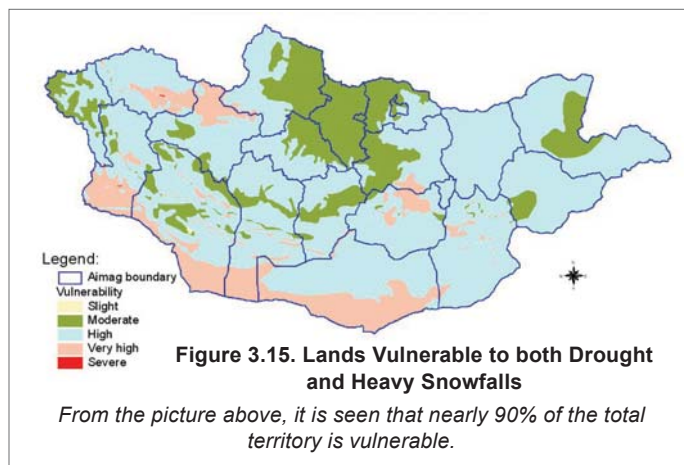 Legend:
Aimag boundary
Vulnerability
Slight
Moderate
High
Very high
Severe
Figure 3.15. Lands Vulnerable to both Drought
and Heavy Snowfalls
From the picture above, it is seen that nearly 90% of the total
territory is vulnerable.